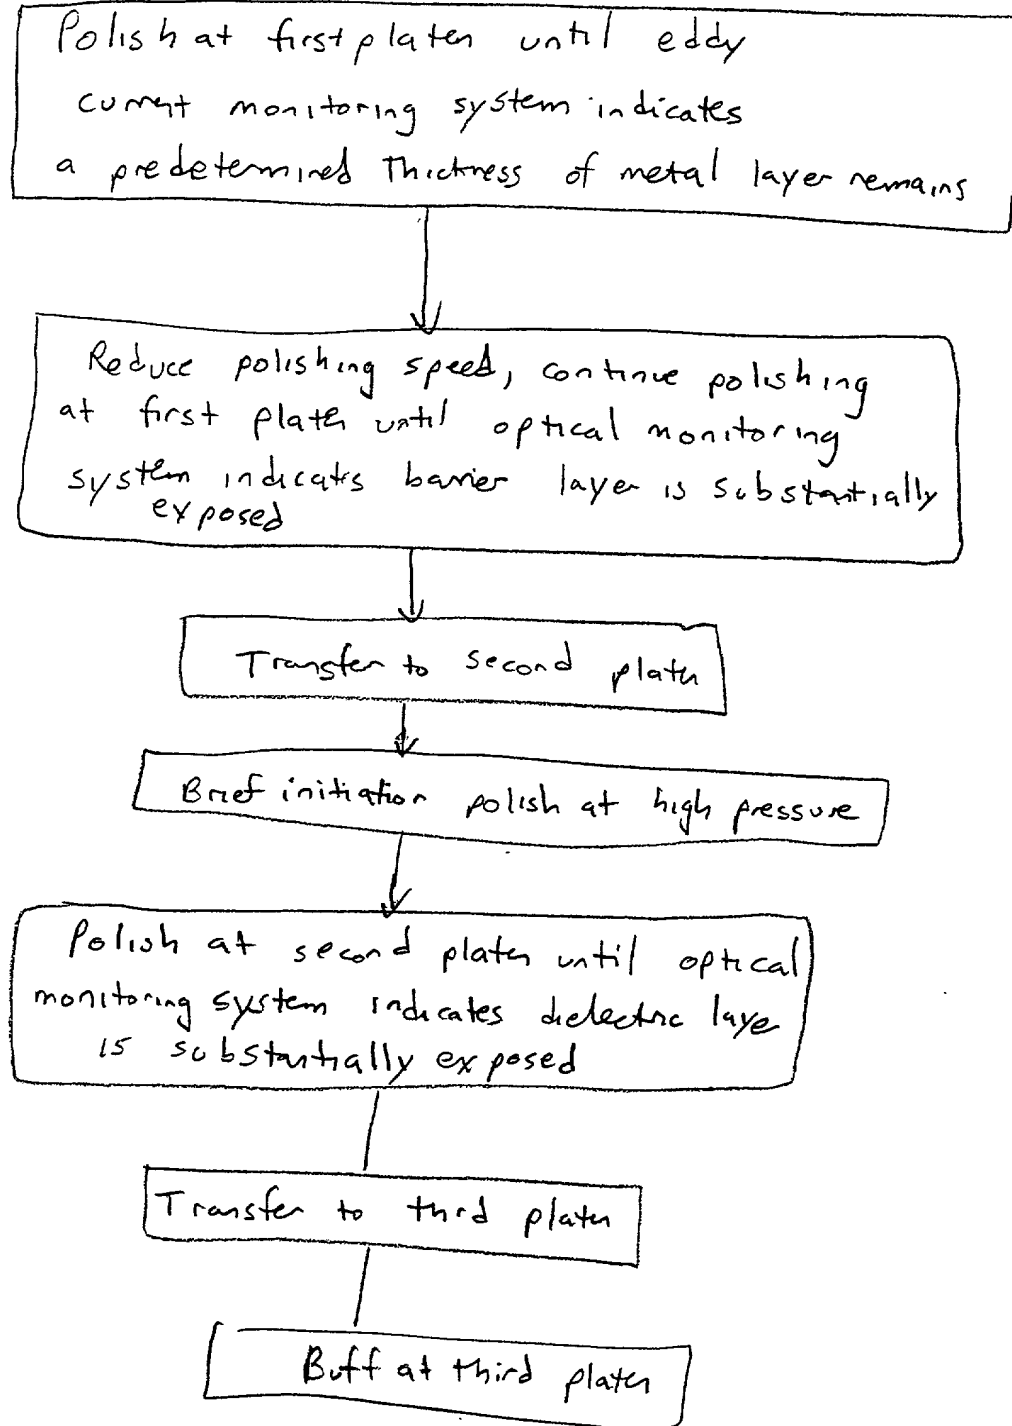 Polish at first platen until eddy
current monitoring system indicates
a predetermined thickness of metal layer remains
Reduce polishing speed, continue polishing
at first platen until optical monitoring
system indicates barrier layer is substantially
exposed
Transfer to second platen
Brief initiation polish at high pressure
Polish at second platen until optical
monitoring system indicates dielectric laye
is substantially exposed
Transfer to third platen
Buff at third platen